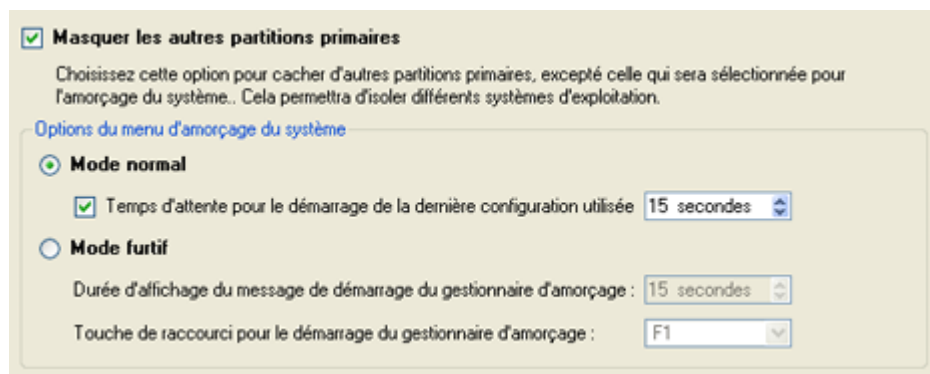 Masquer les autres partitions primaires
Choisissez cette option pour cacher d'autres partitions primaires, excepté celle qui sera sélectionnée pour
l'amorçage du système.. Cela permettra d'isoler différents systèmes d'exploitation.
Options du menu d'amorçage du système
Mode normal
Temps d'attente pour le démarrage de la dernière configuration utilisée 15 secondes
Mode furtif
Durée d'affichage du message de démarrage du gestionnaire d'amorçage : 15 secondes
Touche de raccourci pour le démarrage du gestionnaire d'amorçage : F1